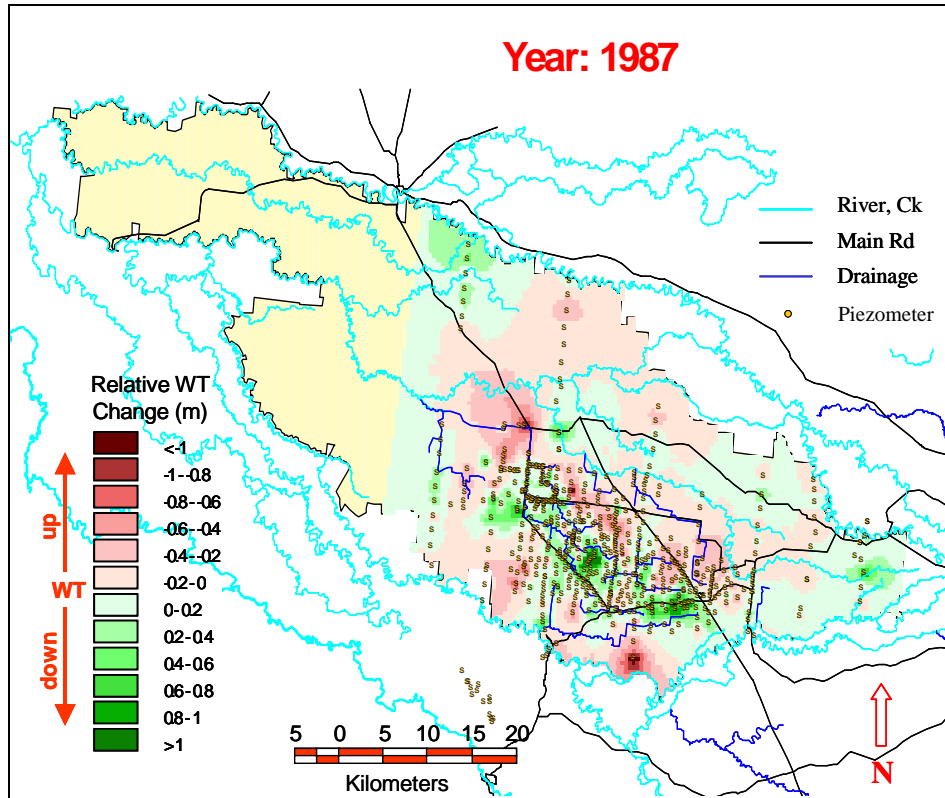 Year: 1987
River, Ck
Main Rd
Drainage
Piezometer
Relative WT
Change (m)
<-1
-1 - -0.8
-0.8 - -0.6
-0.6 - -0.4
-0.4 - -0.2
-0.2 - 0
0 - 0.2
0.2 - 0.4
0.4 - 0.6
0.6 - 0.8
0.8 - 1
>1
up
WT
down
5 0 5 10 15 20
Kilometers
N